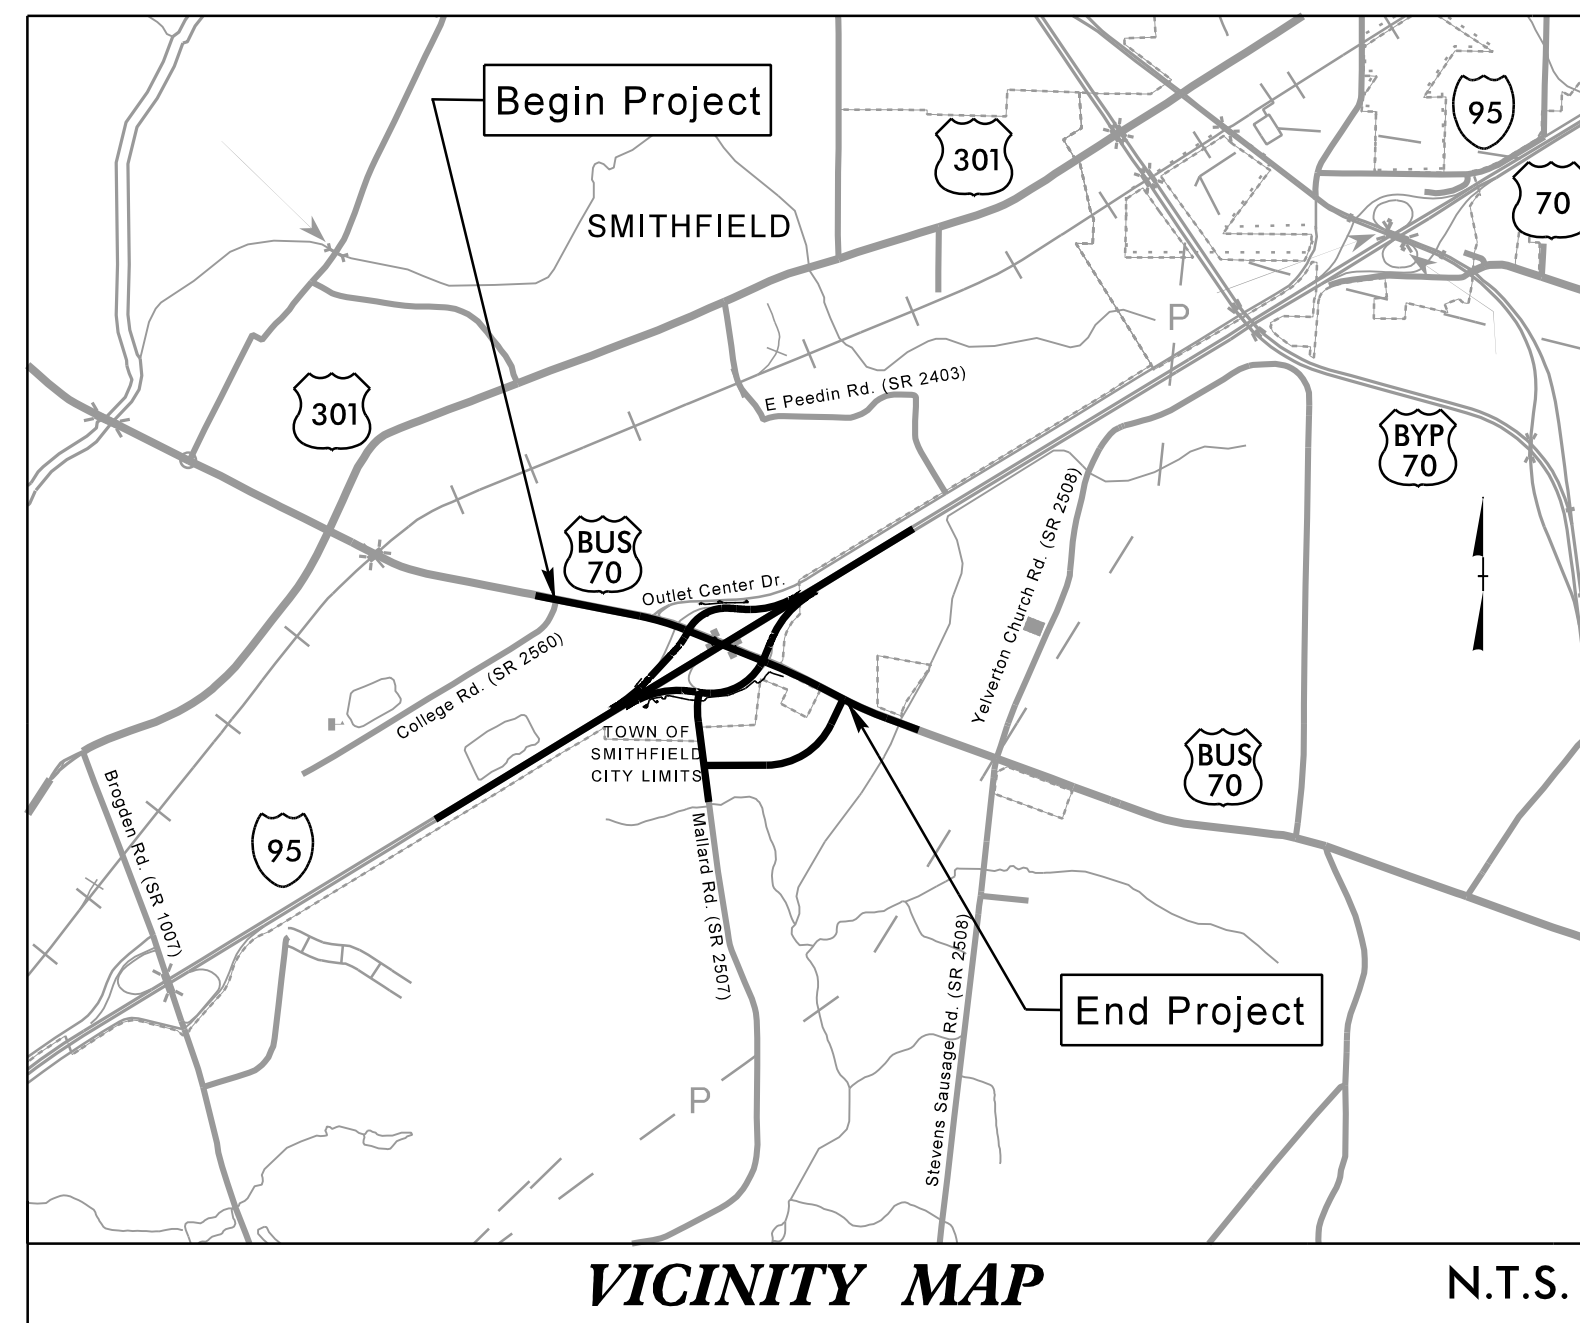 Begin Project
95
301
70
SMITHFIELD
P
E Peedin Rd. (SR 2403)
301
BYP
70
Yelverton Church Rd. (SR 2508)
BUS
70
Outlet Center Dr.
College Rd. (SR 2560)
TOWN OF
SMITHFIELD
CITY LIMITS
BUS
70
Brogden Rd. (SR 1007)
95
Mallard Rd. (SR 2507)
Stevens Sausage Rd. (SR 2508)
End Project
P
VICINITY MAP
N.T.S.